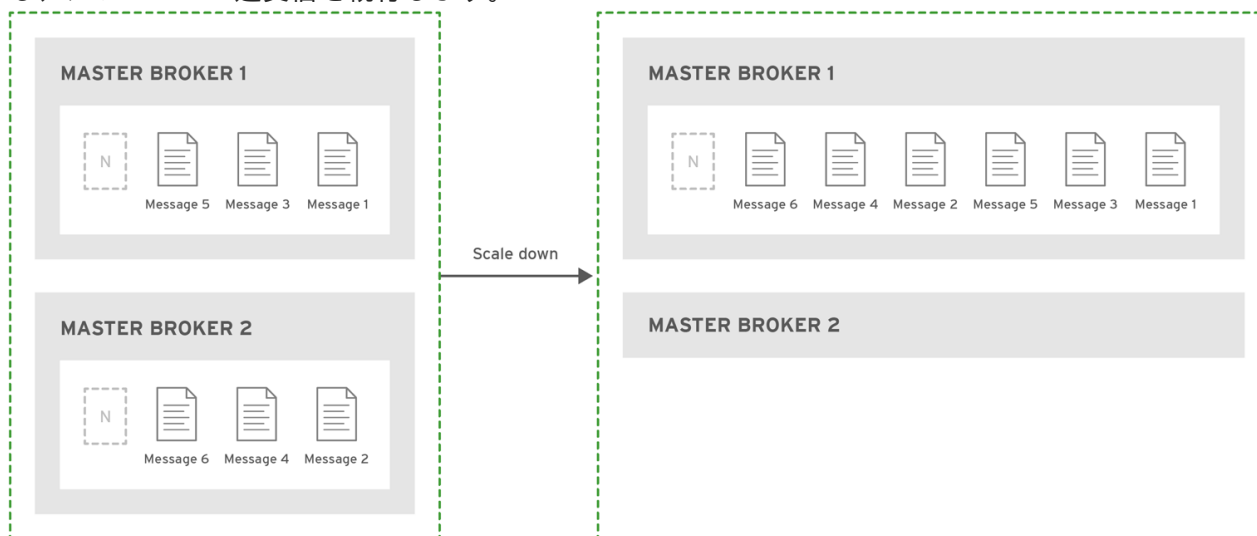 MASTER BROKER 1
N
Message 5 Message 3 Message 1
MASTER BROKER 2
N
Message 6 Message 4 Message 2
Scale down
MASTER BROKER 1
N
Message 6 Message 4 Message 2 Message 5 Message 3 Message 1
MASTER BROKER 2